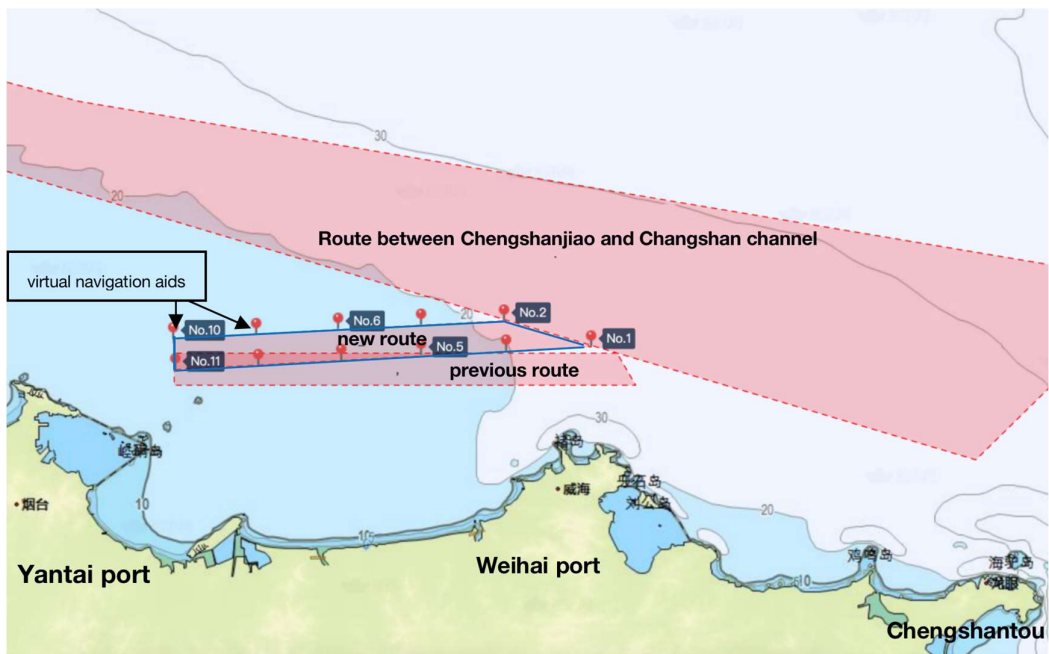 30
20
Route between Chengshanjiao and Changshan channel
virtual navigation aids
No.10
No.6
20
No.2
new route
No.5
No.1
No.11
previous route
30
褚岛
崆峒岛
烟台
威海
刘公岛
10
10
20
鸡鸣岛
海驴岛
龙眼
10
Yantai port
Weihai port
Chengshantou